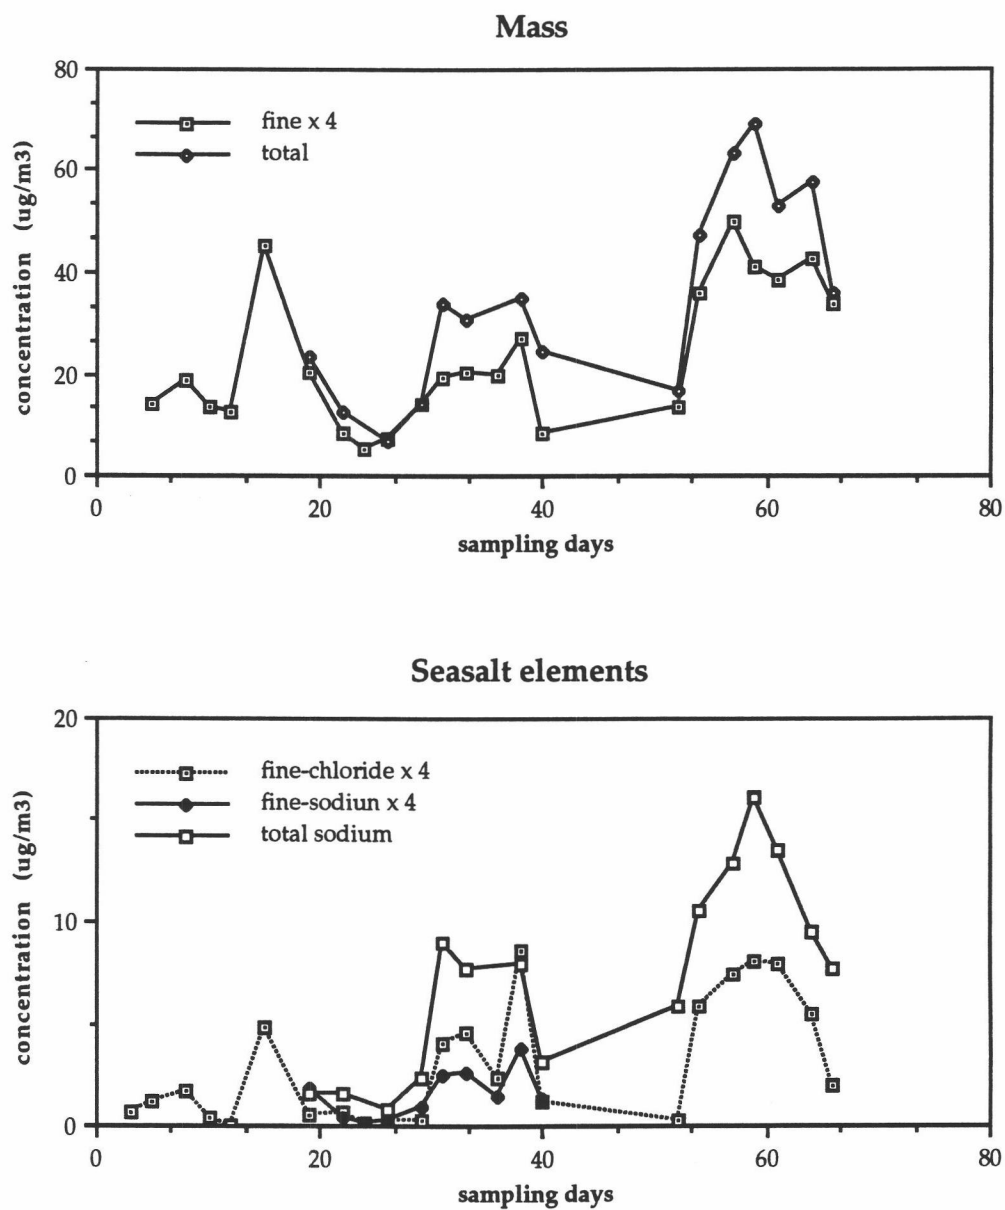 Mass
80
60
40
20
0
concentration (ug/m3)
fine x 4
total
0 20 40 60 80
sampling days
Seasalt elements
20
10
0
concentration (ug/m3)
fine-chloride x 4
fine-sodiun x 4
total sodium
0 20 40 60 80
sampling days